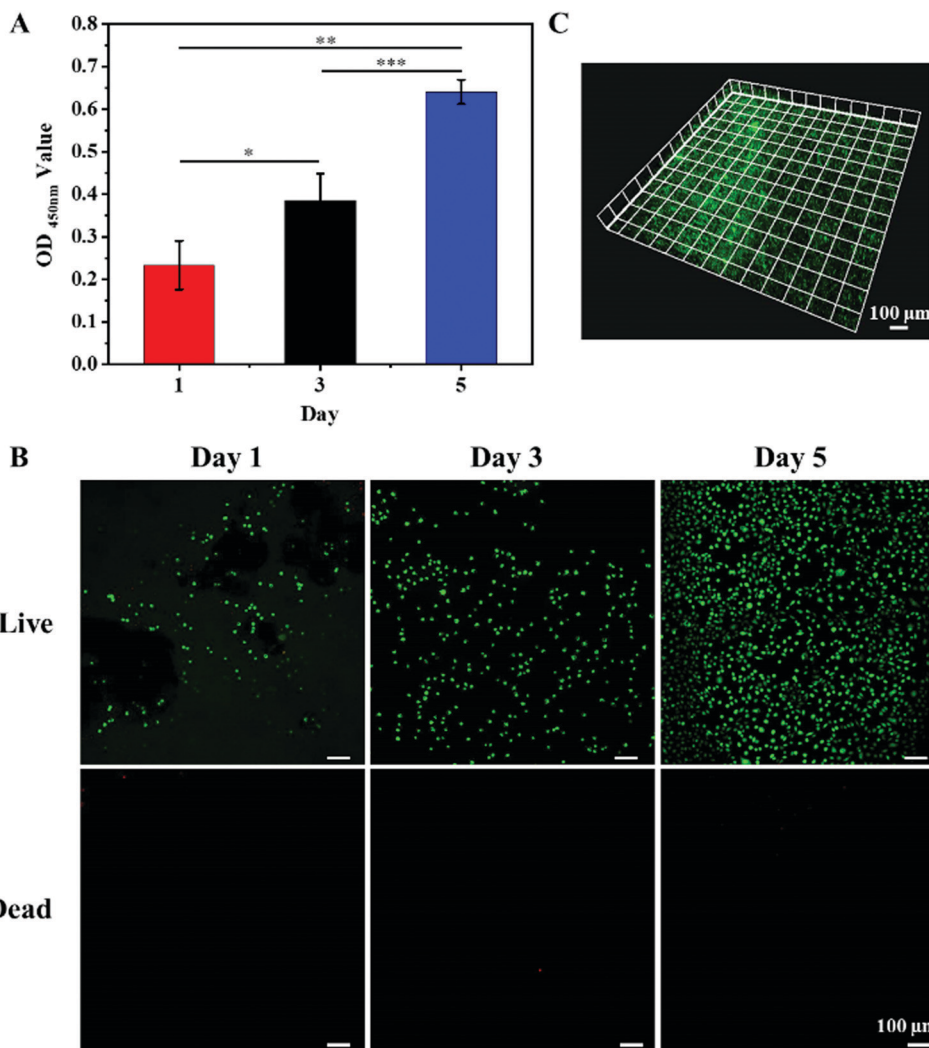 A
C
0.8
0.7
0.6
0.5
0.4
0.3
0.2
0.1
0.0
OD 450nm Value
**
***
*
1
3
5
Day
100 μm
B
Day 1
Day 3
Day 5
Live
Dead
100 μm